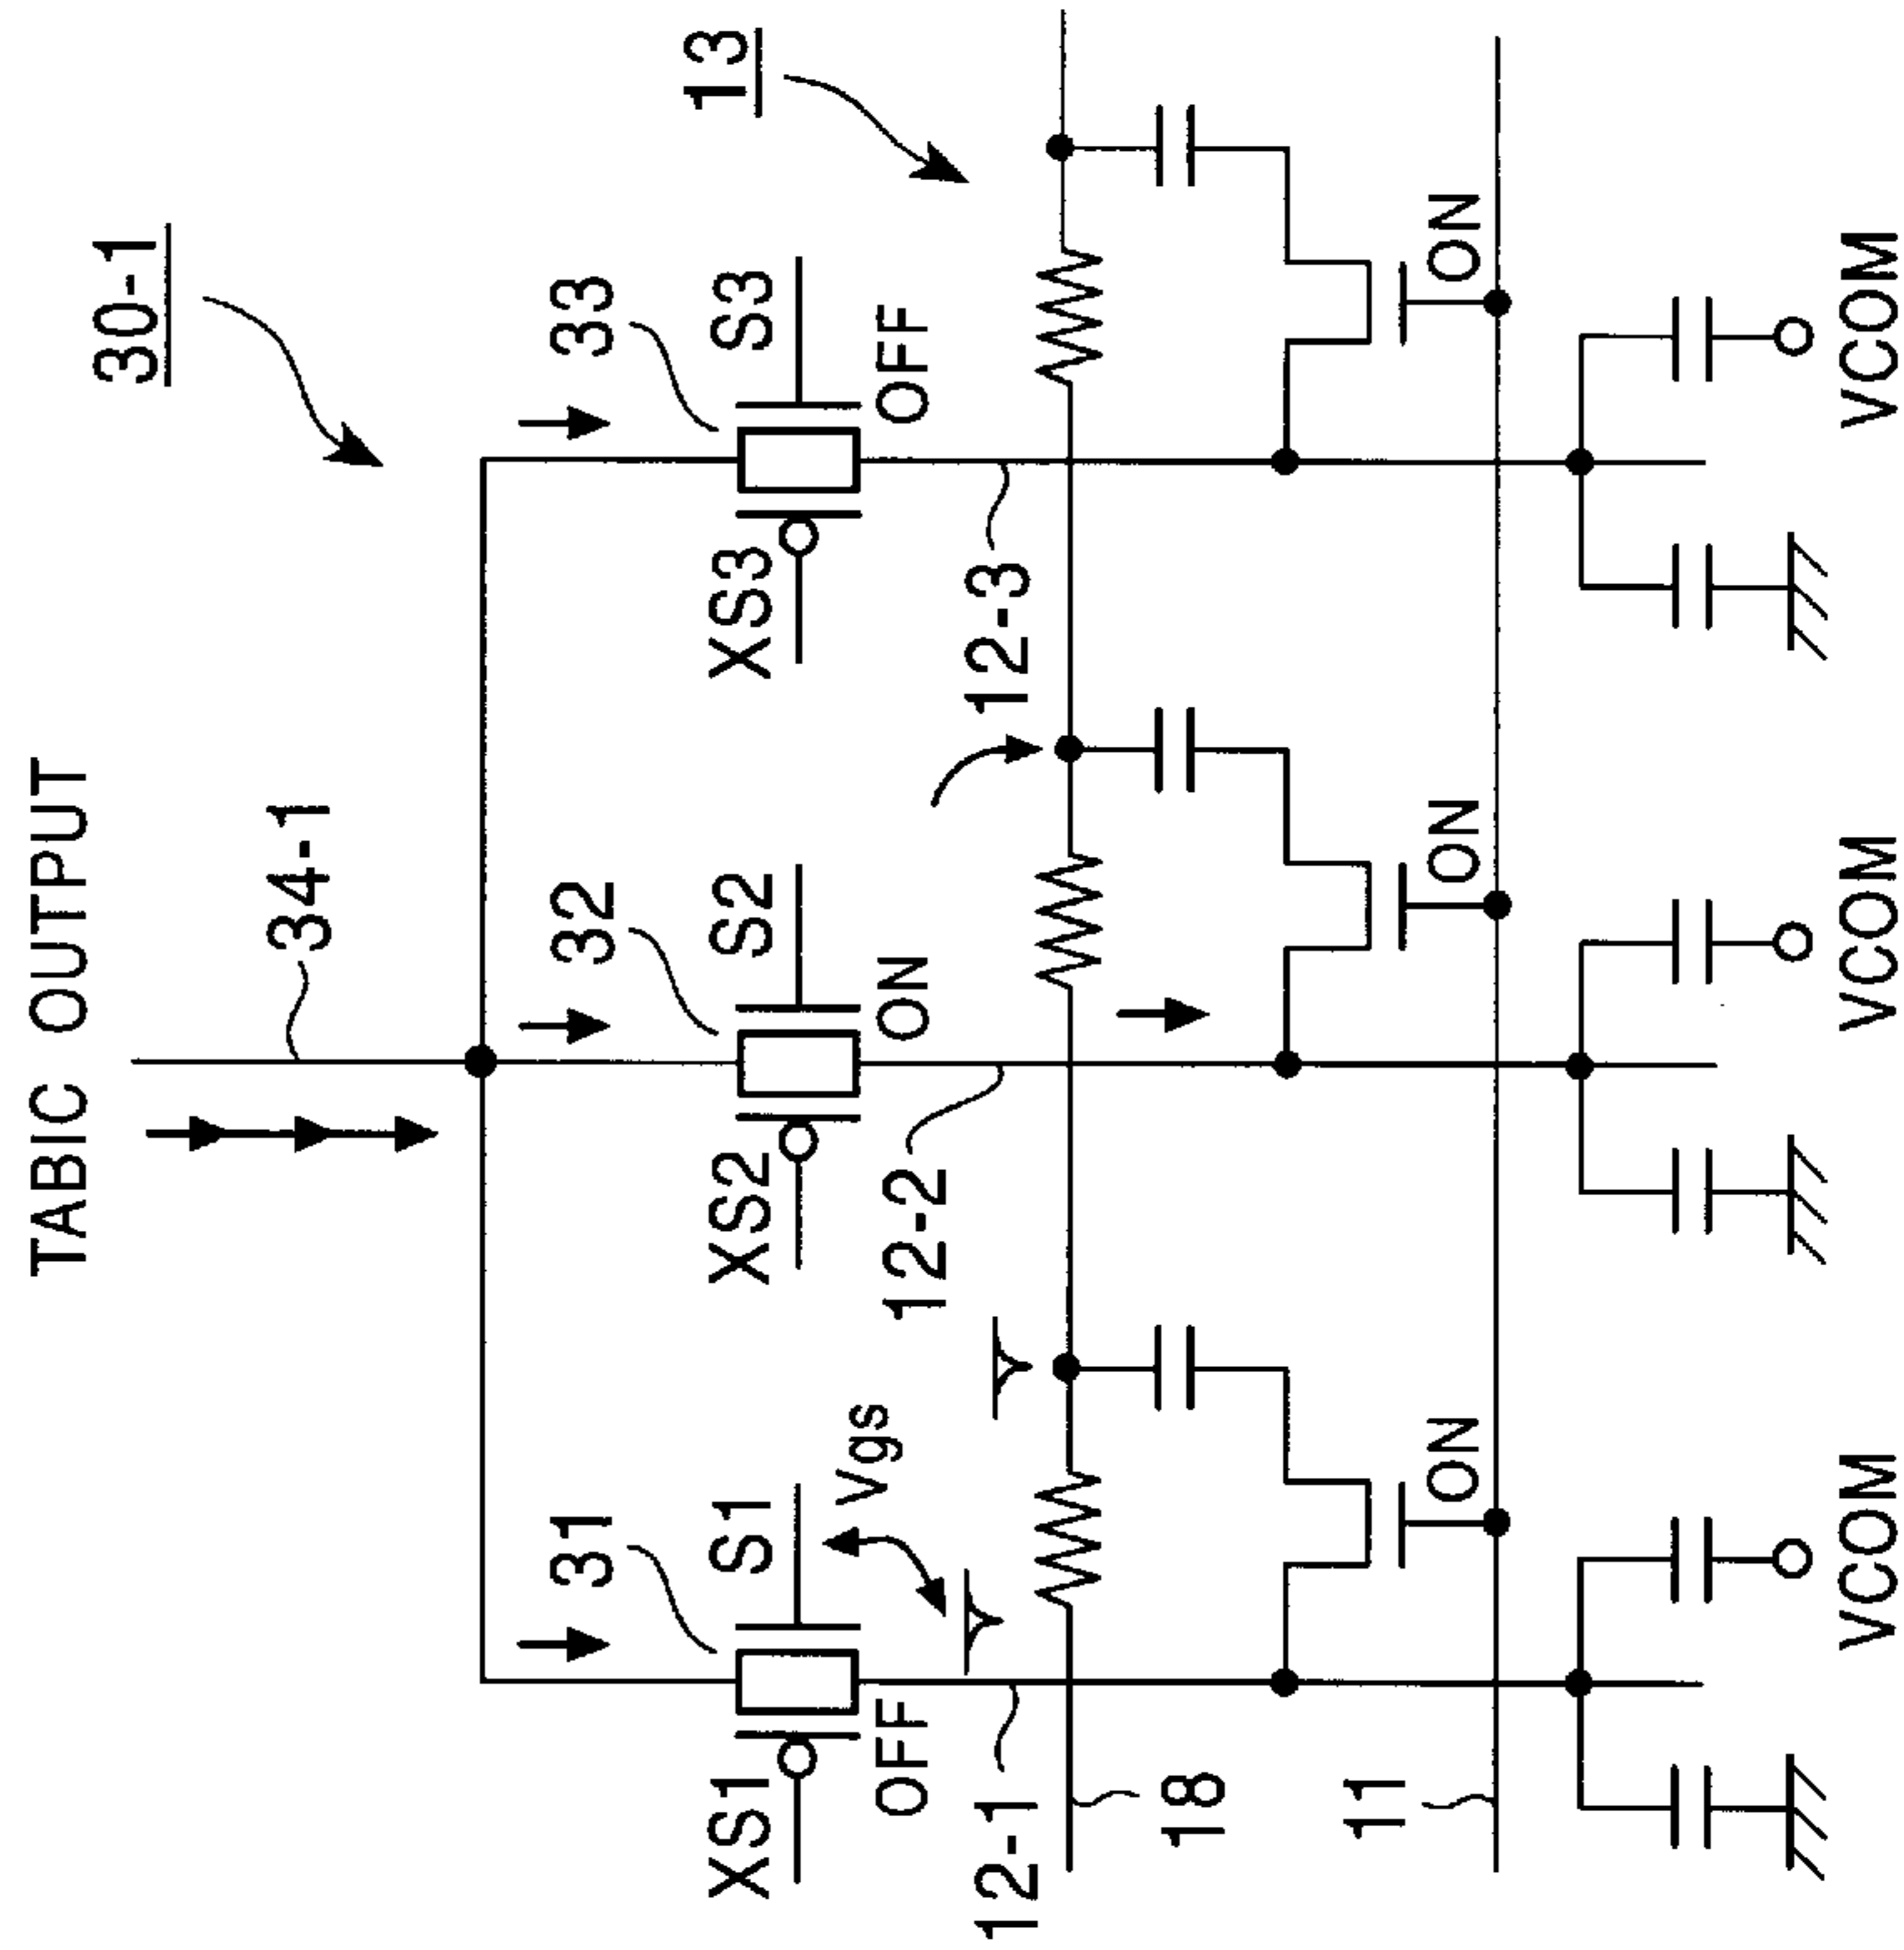 TABIC OUTPUT
34-1
30-1
13
31
32
33
XS1
S1
XS2
S2
XS3
S3
OFF
ON
OFF
Vgs
12-1
12-2
12-3
18
11
ON
ON
ON
VCOM
VCOM
VCOM